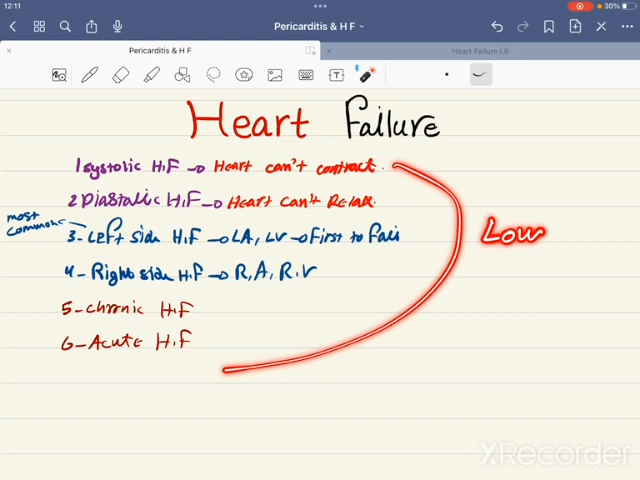 12:11
30%
Pericarditis & H F
Pericarditis & H F
Heart Failure L8
Heart Failure
1 systolic H.F → Heart can't contract.
2 Diastalic H.F → Heart can't Relax.
most common
3-Left side H.F → LA, LV → First to Fail
4- Right side H.F → R, A, R.V
5-chronic H.F
6-Acute H.F
Low
XRecorder